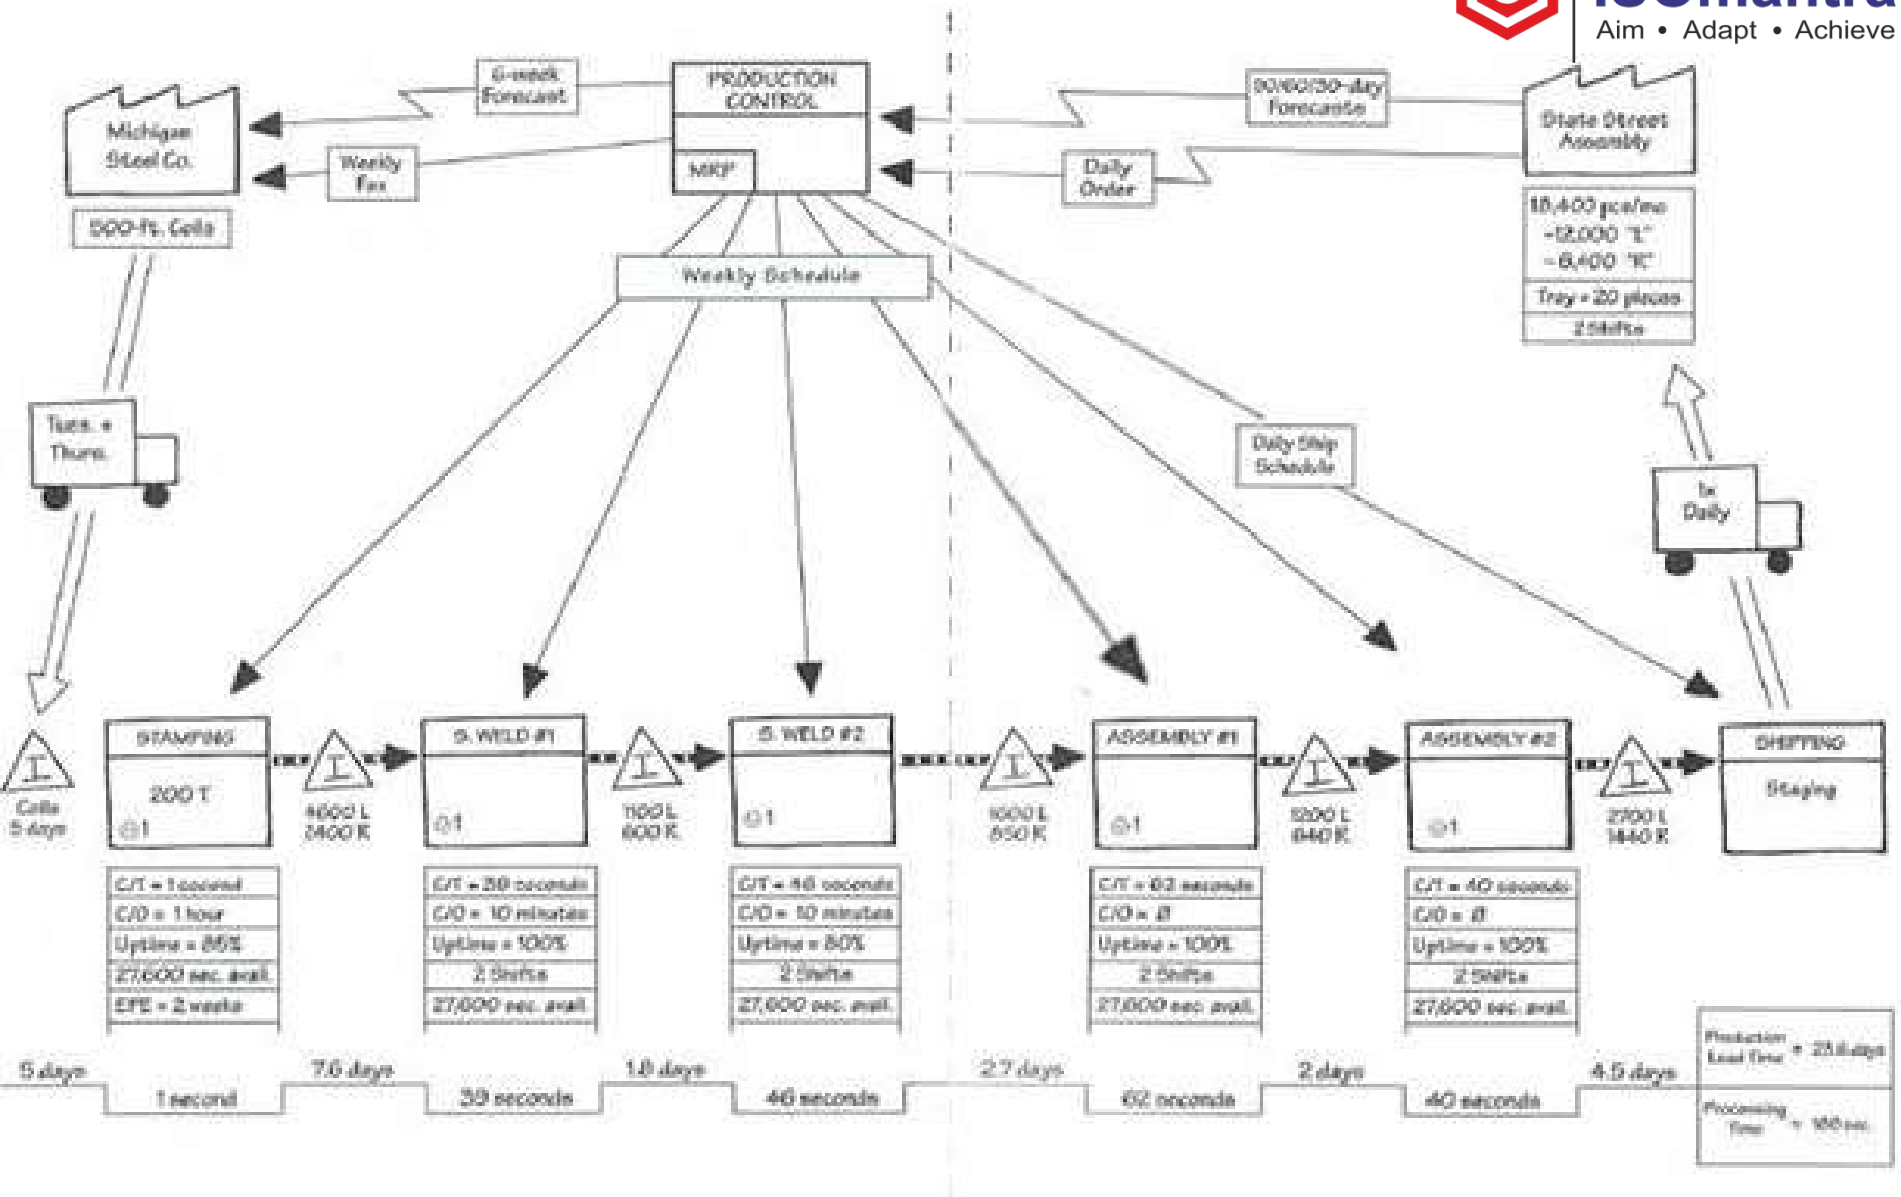 ISOmantra
Aim • Adapt • Achieve
6-week
Forecast
PRODUCTION
CONTROL
MRP
90/60/30-day
Forecasts
Michigan
Steel Co.
Weekly
Fax
Daily
Order
State Street
Assembly
500-ft. Coils
Weekly Schedule
18,400 pcs/mo
-12,000 "L"
-6,400 "R"
Tray = 20 pieces
2 Shifts
Tues. +
Thurs.
Daily Ship
Schedule
1x
Daily
STAMPING
200 T
1
S. WELD #1
1
S. WELD #2
1
ASSEMBLY #1
1
ASSEMBLY #2
1
SHIPPING
Staging
I
Coils
5 days
I
4600 L
2400 R
I
1100 L
600 R
I
1600 L
850 R
I
1200 L
640 R
I
2700 L
1440 R
C/T = 1 second
C/O = 1 hour
Uptime = 85%
27,600 sec. avail.
EPE = 2 weeks
C/T = 39 seconds
C/O = 10 minutes
Uptime = 100%
2 Shifts
27,600 sec. avail.
C/T = 46 seconds
C/O = 10 minutes
Uptime = 80%
2 Shifts
27,600 sec. avail.
C/T = 62 seconds
C/O = Ø
Uptime = 100%
2 Shifts
27,600 sec. avail.
C/T = 40 seconds
C/O = Ø
Uptime = 100%
2 Shifts
27,600 sec. avail.
5 days
1 second
7.6 days
39 seconds
1.8 days
46 seconds
2.7 days
62 seconds
2 days
40 seconds
4.5 days
Production
Lead Time = 23.6 days
Processing
Time = 188 sec.